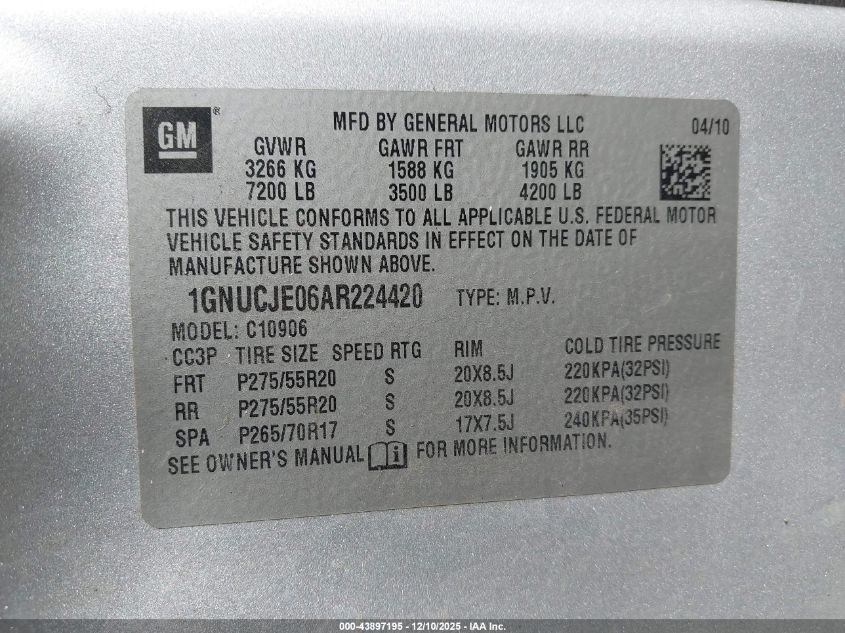 GM®
MFD BY GENERAL MOTORS LLC 04/10
GVWR GAWR FRT GAWR RR
3266 KG 1588 KG 1905 KG
7200 LB 3500 LB 4200 LB
THIS VEHICLE CONFORMS TO ALL APPLICABLE U.S. FEDERAL MOTOR
VEHICLE SAFETY STANDARDS IN EFFECT ON THE DATE OF
MANUFACTURE SHOWN ABOVE.
1GNUCJE06AR224420 TYPE: M.P.V.
MODEL: C10906
CC3P TIRE SIZE SPEED RTG RIM COLD TIRE PRESSURE
FRT P275/55R20 S 20X8.5J 220KPA(32PSI)
RR P275/55R20 S 20X8.5J 220KPA(32PSI)
SPA P265/70R17 S 17X7.5J 240KPA(35PSI)
SEE OWNER'S MANUAL i FOR MORE INFORMATION.
000-43897195 - 12/10/2025 - IAA Inc.